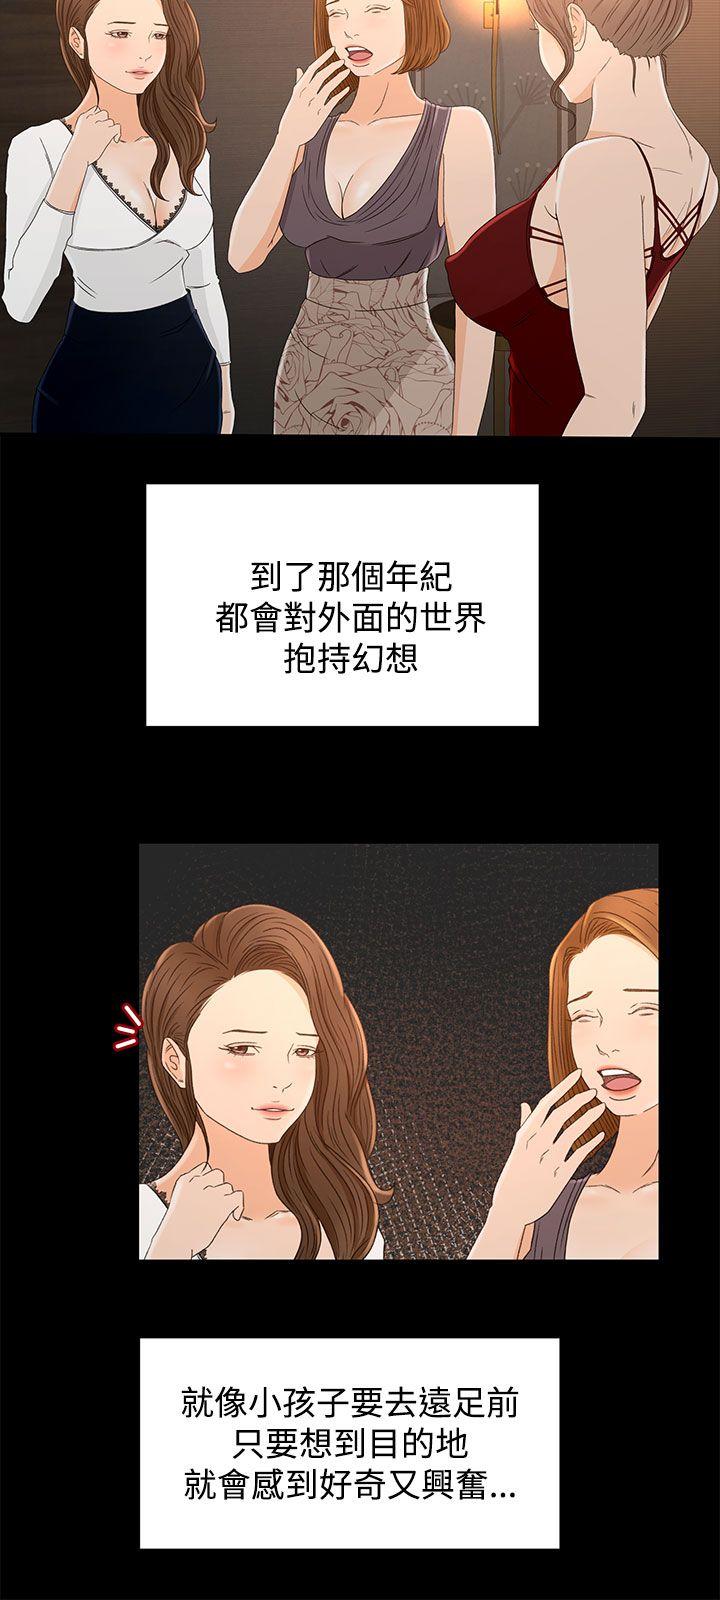 到了那個年紀
都會對外面的世界
抱持幻想
就像小孩子要去遠足前
只要想到目的地
就會感到好奇又興奮...